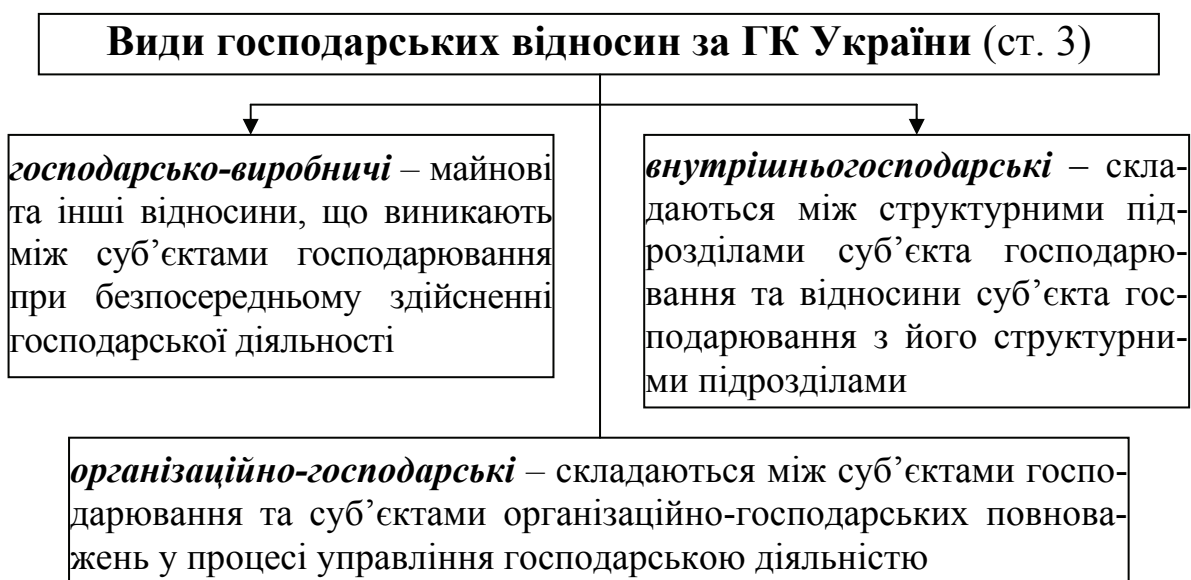 Види господарських відносин за ГК України (ст. 3)
господарсько-виробничі – майнові
та інші відносини, що виникають
між суб’єктами господарювання
при безпосередньому здійсненні
господарської діяльності
внутрішньогосподарські – скла-
даються між структурними під-
розділами суб’єкта господарю-
вання та відносини суб’єкта гос-
подарювання з його структурни-
ми підрозділами
організаційно-господарські – складаються між суб’єктами госпо-
дарювання та суб’єктами організаційно-господарських повнова-
жень у процесі управління господарською діяльністю